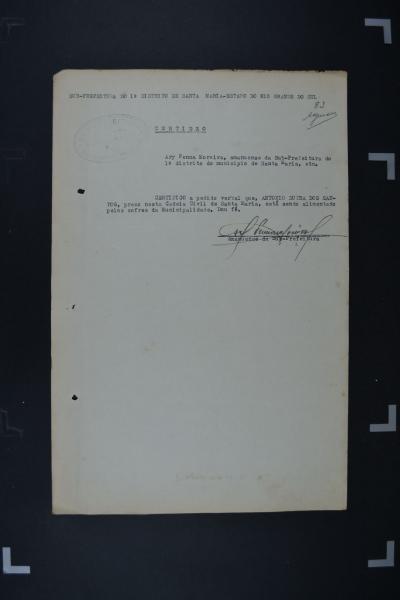 SUB-PREFEITURA DO 1º DISTRITO DE SANTA MARIA-ESTADO DO RIO GRANDE DO SUL
83
CERTIDÃO
Ary Penna Moreira, amanuense da Sub-Prefeitura do
1º distrito do municipio de Santa Maria, etc.
CERTIFICO a pedido verbal que, ANTONIO DUTRA DOS SAN-
TOS, preso nesta Cadeia Civil de Santa Maria, está sendo alimentado
pelos cofres da Municipalidade. Dou fé.
Amanuense da Sub-Prefeitura